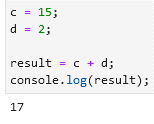 c = 15;
d = 2;
result = c + d;
console.log(result);
17